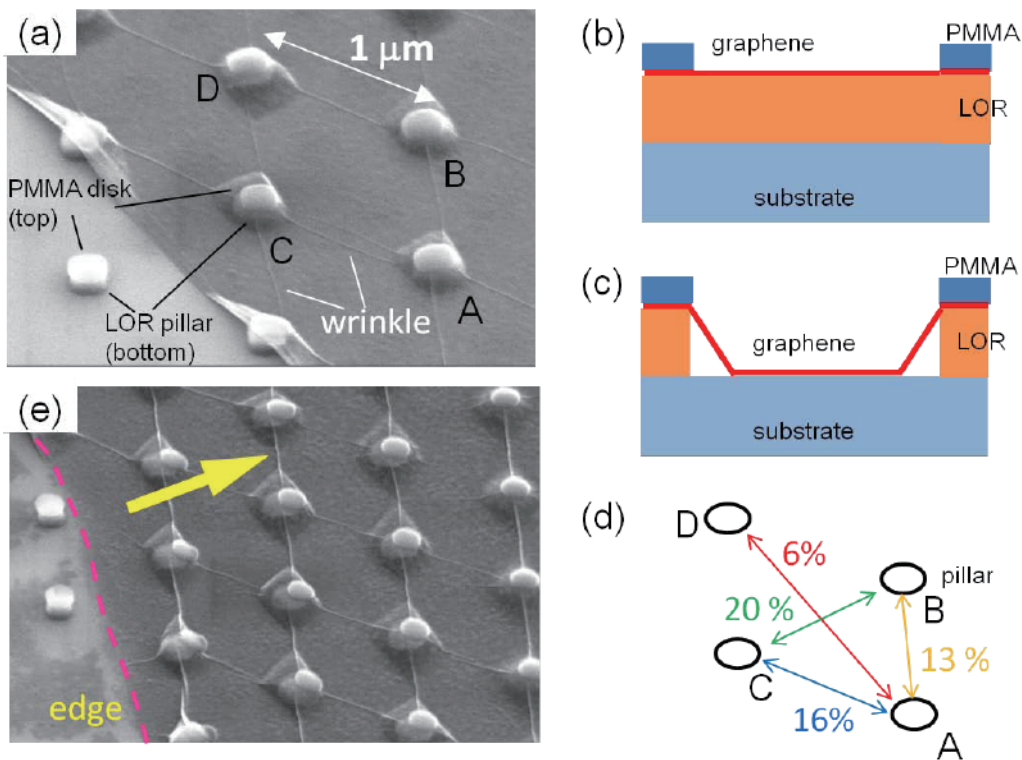 (a)
1 μm
D
B
PMMA disk
(top)
C
A
LOR pillar
(bottom)
wrinkle
(b)
graphene
PMMA
LOR
substrate
(c)
PMMA
graphene
LOR
substrate
(e)
edge
(d)
D
6%
pillar
B
20 %
C
13 %
16%
A